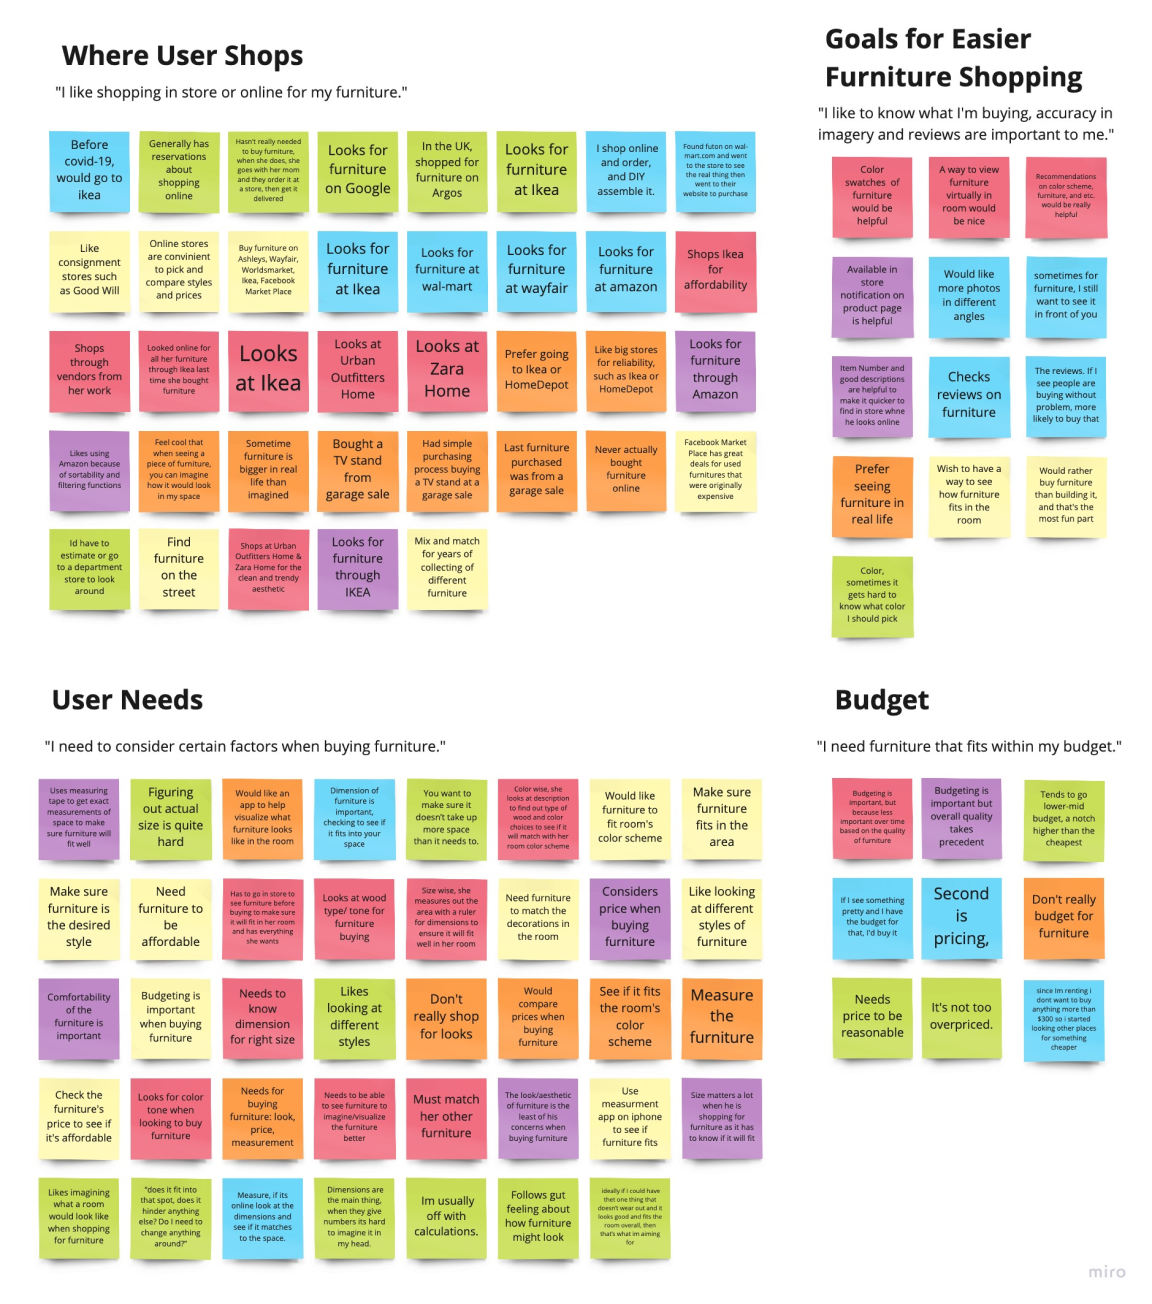 Where User Shops
"I like shopping in store or online for my furniture."
Before
covid-19,
would go to
ikea
Generally has
reservations
about
shopping
online
Hasn't really needed
to buy furniture,
when she does, she
goes with her mom
and they order it at
a store, then get it
delivered
Looks for
furniture
on Google
In the UK,
shopped for
furniture on
Argos
Looks for
furniture
at Ikea
I shop online
and order,
and DIY
assemble it.
Found futon on wal-
mart.com and went
to the store to see
the real thing then
went to their
website to purchase
Like
consignment
stores such
as Good Will
Online stores
are convinient
to pick and
compare styles
and prices
Buy furniture on
Ashleys, Wayfair,
Worldsmarket,
Ikea, Facebook
Market Place
Looks for
furniture
at Ikea
Looks for
furniture at
wal-mart
Looks for
furniture
at wayfair
Looks for
furniture
at amazon
Shops Ikea
for
affordability
Shops
through
vendors from
her work
Looked online for
all her furniture
through Ikea last
time she bought
furniture
Looks
at Ikea
Looks at
Urban
Outfitters
Home
Looks at
Zara
Home
Prefer going
to Ikea or
HomeDepot
Like big stores
for reliability,
such as Ikea or
HomeDepot
Looks for
furniture
through
Amazon
Likes using
Amazon because
of sortability and
filtering functions
Feel cool that
when seeing a
piece of furniture,
you can imagine
how it would look
in my space
Sometime
furniture is
bigger in real
life than
imagined
Bought a
TV stand
from
garage sale
Had simple
purchasing
process buying
a TV stand at a
garage sale
Last furniture
purchased
was from a
garage sale
Never actually
bought
furniture
online
Facebook Market
Place has great
deals for used
furnitures that
were originally
expensive
Id have to
estimate or go
to a department
store to look
around
Find
furniture
on the
street
Shops at Urban
Outfitters Home &
Zara Home for the
clean and trendy
aesthetic
Looks for
furniture
through
IKEA
Mix and match
for years of
collecting of
different
furniture
Goals for Easier
Furniture Shopping
"I like to know what I'm buying, accuracy in
imagery and reviews are important to me."
Color
swatches of
furniture
would be
helpful
A way to view
furniture
virtually in
room would
be nice
Recommendations
on color scheme,
furniture, and etc.
would be really
helpful
Available in
store
notification on
product page
is helpful
Would like
more photos
in different
angles
sometimes for
furniture, I still
want to see it
in front of you
Item Number and
good descriptions
are helpful to
make it quicker to
find in store whne
he looks online
Checks
reviews on
furniture
The reviews. If I
see people are
buying without
problem, more
likely to buy that
Prefer
seeing
furniture in
real life
Wish to have a
way to see
how furniture
fits in the
room
Would rather
buy furniture
than building it,
and that's the
most fun part
Color,
sometimes it
gets hard to
know what color
I should pick
User Needs
"I need to consider certain factors when buying furniture."
Uses measuring
tape to get exact
measurements of
space to make
sure furniture will
fit well
Figuring
out actual
size is quite
hard
Would like an
app to help
visualize what
furniture looks
like in the room
Dimension of
furniture is
important,
checking to see if
it fits into your
space
You want to
make sure it
doesn't take up
more space
than it needs to.
Color wise, she
looks at description
to find out type of
wood and color
choices to see if it
will match with her
room color scheme
Would like
furniture to
fit room's
color scheme
Make sure
furniture
fits in the
area
Make sure
furniture is
the desired
style
Need
furniture to
be
affordable
Has to go in store to
see furniture before
buying to make sure
it will fit in her room
and has everything
she wants
Looks at wood
type/ tone for
furniture
buying
Size wise, she
measures out the
area with a ruler
for dimensions to
ensure it will fit
well in her room
Need furniture
to match the
decorations in
the room
Considers
price when
buying
furniture
Like looking
at different
styles of
furniture
Comfortability
of the
furniture is
important
Budgeting is
important
when buying
furniture
Needs to
know
dimension
for right size
Likes
looking at
different
styles
Don't
really shop
for looks
Would
compare
prices when
buying
furniture
See if it fits
the room's
color
scheme
Measure
the
furniture
Check the
furniture's
price to see if
it's affordable
Looks for color
tone when
looking to buy
furniture
Needs for
buying
furniture: look,
price,
measurement
Needs to be able
to see furniture to
imagine/visualize
the furniture
better
Must match
her other
furniture
The look/aesthetic
of furniture is the
least of his
concerns when
buying furniture
Use
measurment
app on iphone
to see if
furniture fits
Size matters a lot
when he is
shopping for
furniture as it has
to know if it will fit
Likes imagining
what a room
would look like
when shopping
for furniture
"does it fit into
that spot, does it
hinder anything
else? Do I need to
change anything
around?"
Measure, if its
online look at the
dimensions and
see if it matches
to the space.
Dimensions are
the main thing,
when they give
numbers its hard
to imagine it in
my head.
Im usually
off with
calculations.
Follows gut
feeling about
how furniture
might look
ideally if i could have
thet one thing that
doesn't wear out and it
looks good and fits the
room overall, then
that's what im aiming
for
Budget
"I need furniture that fits within my budget."
Budgeting is
important, but
because less
important over time
based on the quality
of furniture
Budgeting is
important but
overall quality
takes
precedent
Tends to go
lower-mid
budget, a notch
higher than the
cheapest
If I see something
pretty and I have
the budget for
that, I'd buy it
Second
is
pricing,
Don't really
budget for
furniture
Needs
price to be
reasonable
It's not too
overpriced.
since Im renting i
dont want to buy
anything more than
$300 so i started
looking other places
for something
cheaper
miro